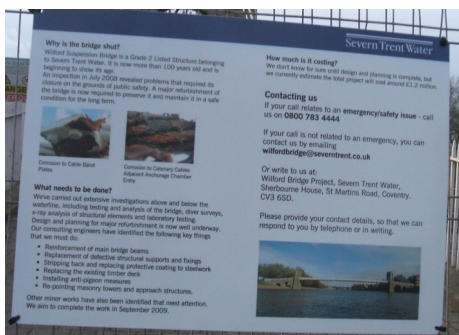 Severn Trent Water
Why is the bridge shut?
Wilford Suspension Bridge is a Grade 2 Listed Structure belonging
to Severn Trent Water. It is now more than 100 years old and is
beginning to show its age.
An inspection in July 2008 revealed problems that required its
closure on the grounds of public safety. A major refurbishment of
the bridge is now required to preserve it and maintain it in a safe
condition for the long term.
Corrosion to Cable Band
Plates
Corrosion to Catenary Cables
Adjacent Anchorage Chamber
Entry
What needs to be done?
We've carried out extensive investigations above and below the
waterline, including testing and analysis of the bridge, diver surveys,
x-ray analysis of structural elements and laboratory testing.
Design and planning for major refurbishment is now well underway.
Our consulting engineers have identified the following key things
that we must do:
• Reinforcement of main bridge beams
• Replacement of defective structural supports and fixings
• Stripping back and replacing protective coating to steelwork
• Replacing the existing timber deck
• Installing anti-pigeon measures
• Re-pointing masonry towers and approach structures.
Other minor works have also been identified that need attention.
We aim to complete the work in September 2009.
How much is it costing?
We don't know for sure until design and planning is complete, but
we currently estimate the total project will cost around £1.2 million.
Contacting us
If your call relates to an emergency/safety issue - call
us on 0800 783 4444
If your call is not related to an emergency, you can
contact us by emailing
wilfordbridge@severntrent.co.uk
Or write to us at:
Wilford Bridge Project, Severn Trent Water,
Sherbourne House, St Martins Road, Coventry.
CV3 6SD.
Please provide your contact details, so that we can
respond to you by telephone or in writing.